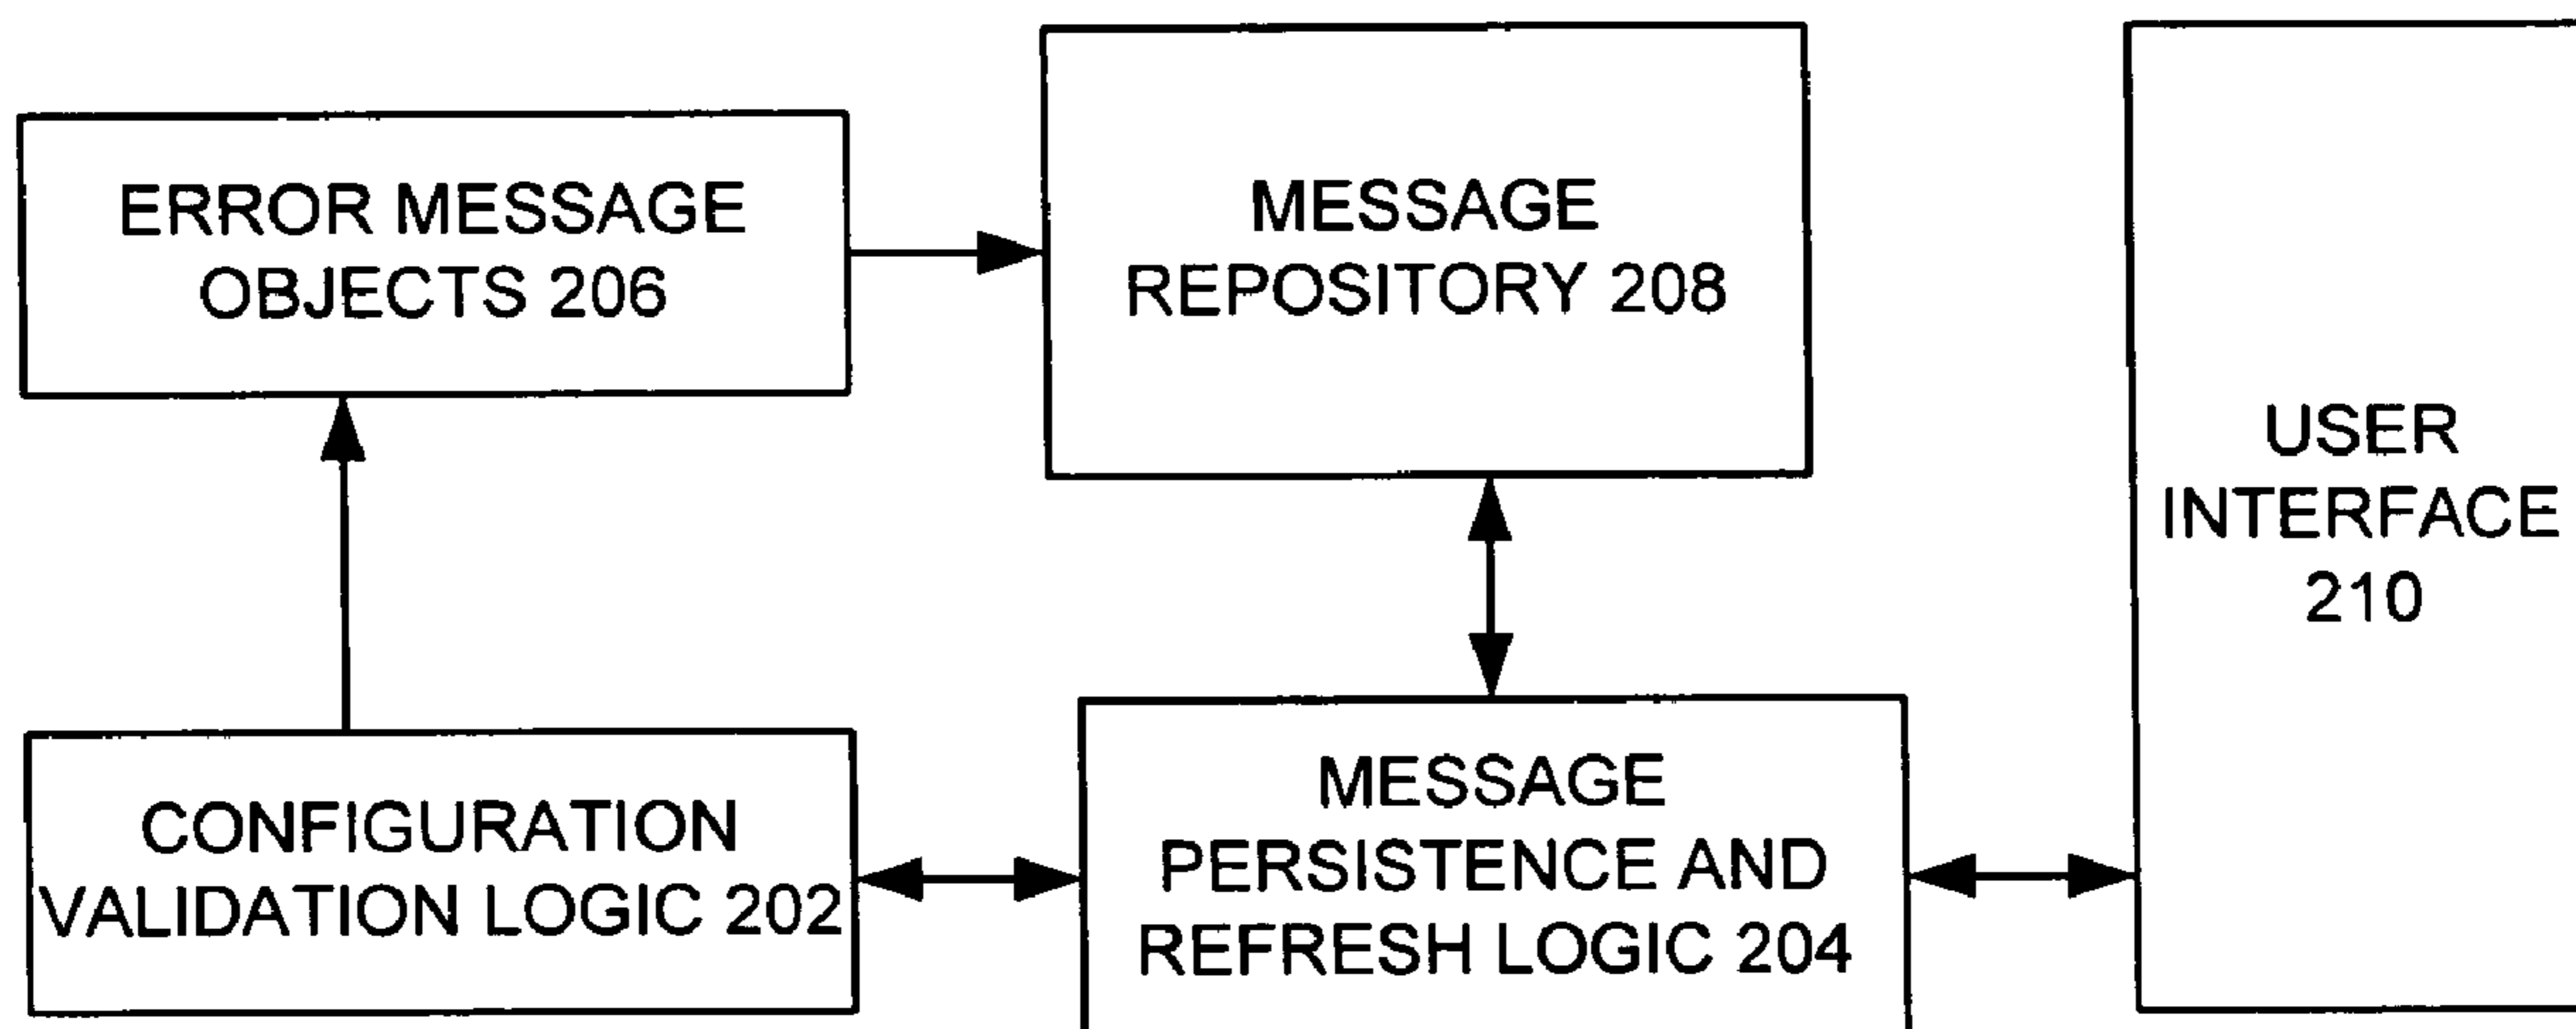 ERROR MESSAGE
OBJECTS 206
MESSAGE
REPOSITORY 208
USER
INTERFACE
210
CONFIGURATION
VALIDATION LOGIC 202
MESSAGE
PERSISTENCE AND
REFRESH LOGIC 204